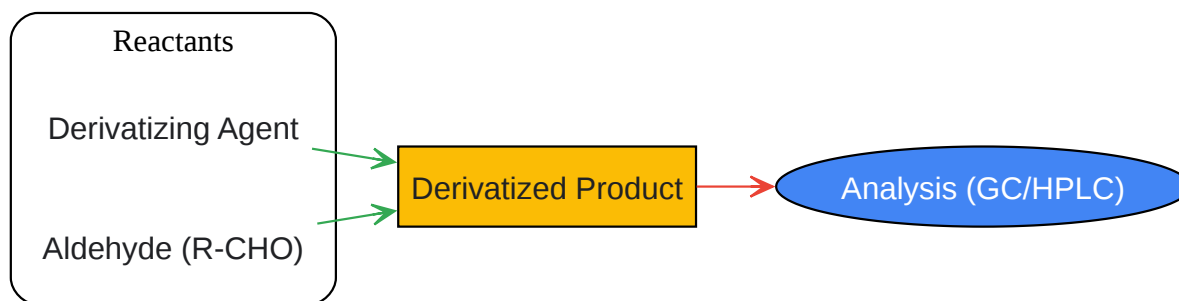 Reactants
Derivatizing Agent
Aldehyde (R-CHO)
Derivatized Product
Analysis (GC/HPLC)